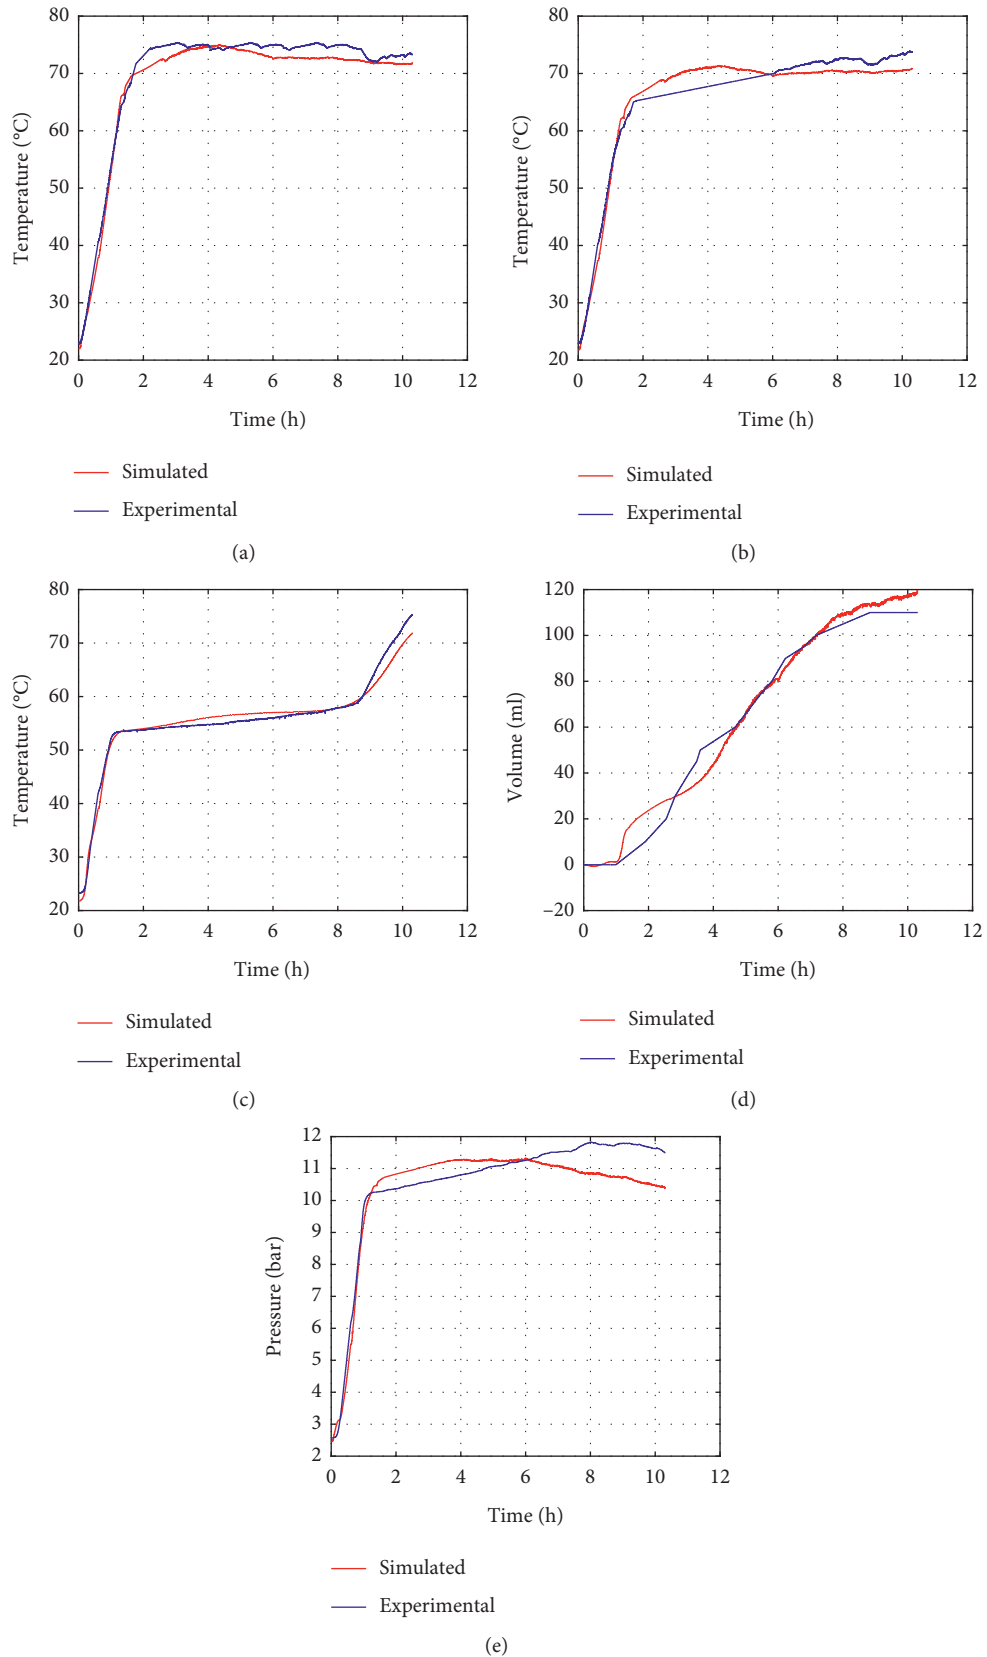 80
70
60
50
40
30
20
Temperature (°C)
0 2 4 6 8 10 12
Time (h)
Simulated
Experimental
(a)
80
70
60
50
40
30
20
Temperature (°C)
0 2 4 6 8 10 12
Time (h)
Simulated
Experimental
(b)
80
70
60
50
40
30
20
Temperature (°C)
0 2 4 6 8 10 12
Time (h)
Simulated
Experimental
(c)
120
100
80
60
40
20
0
–20
Volume (ml)
0 2 4 6 8 10 12
Time (h)
Simulated
Experimental
(d)
12
11
10
9
8
7
6
5
4
3
2
Pressure (bar)
0 2 4 6 8 10 12
Time (h)
Simulated
Experimental
(e)